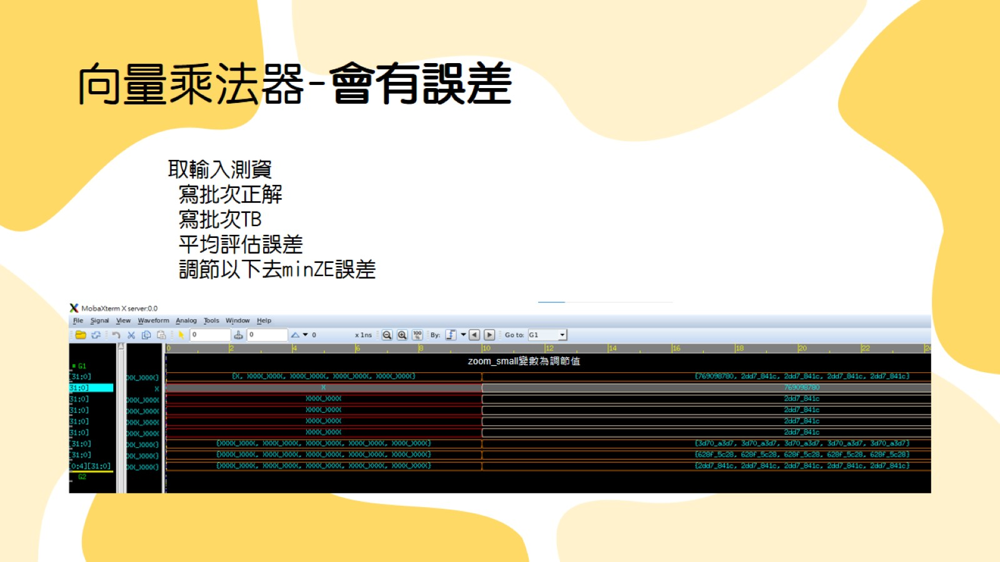 向量乘法器-會有誤差
取輸入測資
寫批次正解
寫批次TB
平均評估誤差
調節以下去minZE誤差
MobaXterm X server:0.0
File Signal View Waveform Analog Tools Window Help
0 0 0 x 1ns 100% By: Go to: G1
0 2 4 6 8 10 12 14 16 18 20 22 24
zoom_small變數為調節值
G1
[31:0] XX_XXXX} {X, XXXX_XXXX, XXXX_XXXX, XXXX_XXXX, XXXX_XXXX} {769098780, 2dd7_841c, 2dd7_841c, 2dd7_841c, 2dd7_841c}
31:0] X X 769098780
31:0] XXX_XXXX XXXX_XXXX 2dd7_841c
31:0] XXX_XXXX XXXX_XXXX 2dd7_841c
31:0] XXX_XXXX XXXX_XXXX 2dd7_841c
31:0] XXX_XXXX XXXX_XXXX 2dd7_841c
[31:0] XX_XXXX} {XXXX_XXXX, XXXX_XXXX, XXXX_XXXX, XXXX_XXXX, XXXX_XXXX} {3d70_a3d7, 3d70_a3d7, 3d70_a3d7, 3d70_a3d7, 3d70_a3d7}
[31:0] XX_XXXX} {XXXX_XXXX, XXXX_XXXX, XXXX_XXXX, XXXX_XXXX, XXXX_XXXX} {628f_5c28, 628f_5c28, 628f_5c28, 628f_5c28, 628f_5c28}
[0:4][31:0] XX_XXXX} {XXXX_XXXX, XXXX_XXXX, XXXX_XXXX, XXXX_XXXX, XXXX_XXXX} {2dd7_841c, 2dd7_841c, 2dd7_841c, 2dd7_841c, 2dd7_841c}
G2